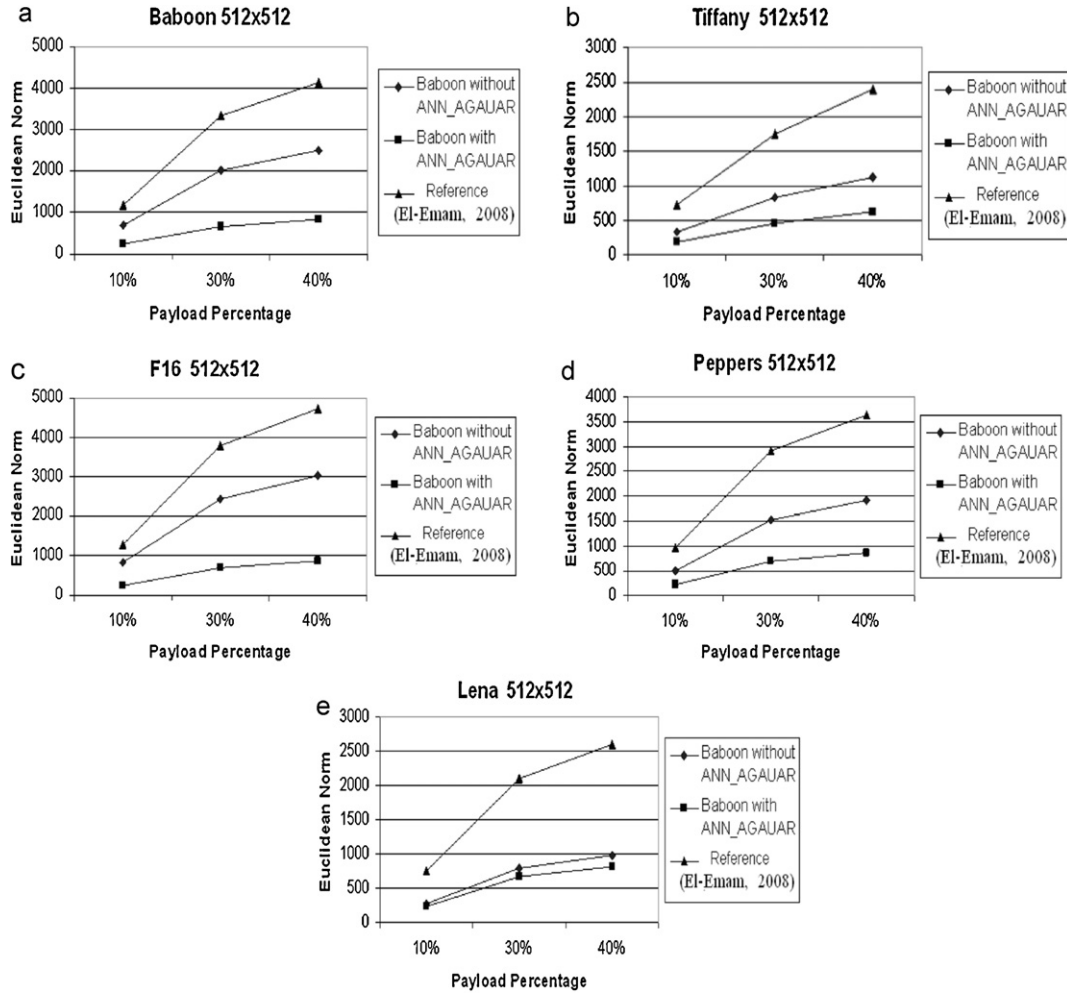 a
Baboon 512x512
Euclidean Norm
5000
4000
3000
2000
1000
0
10%
30%
40%
Payload Percentage
Baboon without
ANN_AGAUAR
Baboon with
ANN_AGAUAR
Reference
(El-Emam, 2008)
b
Tiffany 512x512
Euclidean Norm
3000
2500
2000
1500
1000
500
0
10%
30%
40%
Payload Percentage
Baboon without
ANN_AGAUAR
Baboon with
ANN_AGAUAR
Reference
(El-Emam, 2008)
c
F16 512x512
Euclidean Norm
5000
4000
3000
2000
1000
0
10%
30%
40%
Payload Percentage
Baboon without
ANN_AGAUAR
Baboon with
ANN_AGAUAR
Reference
(El-Emam, 2008)
d
Peppers 512x512
Euclidean Norm
4000
3500
3000
2500
2000
1500
1000
500
0
10%
30%
40%
Payload Percentage
Baboon without
ANN_AGAUAR
Baboon with
ANN_AGAUAR
Reference
(El-Emam, 2008)
e
Lena 512x512
Euclidean Norm
3000
2500
2000
1500
1000
500
0
10%
30%
40%
Payload Percentage
Baboon without
ANN_AGAUAR
Baboon with
ANN_AGAUAR
Reference
(El-Emam, 2008)